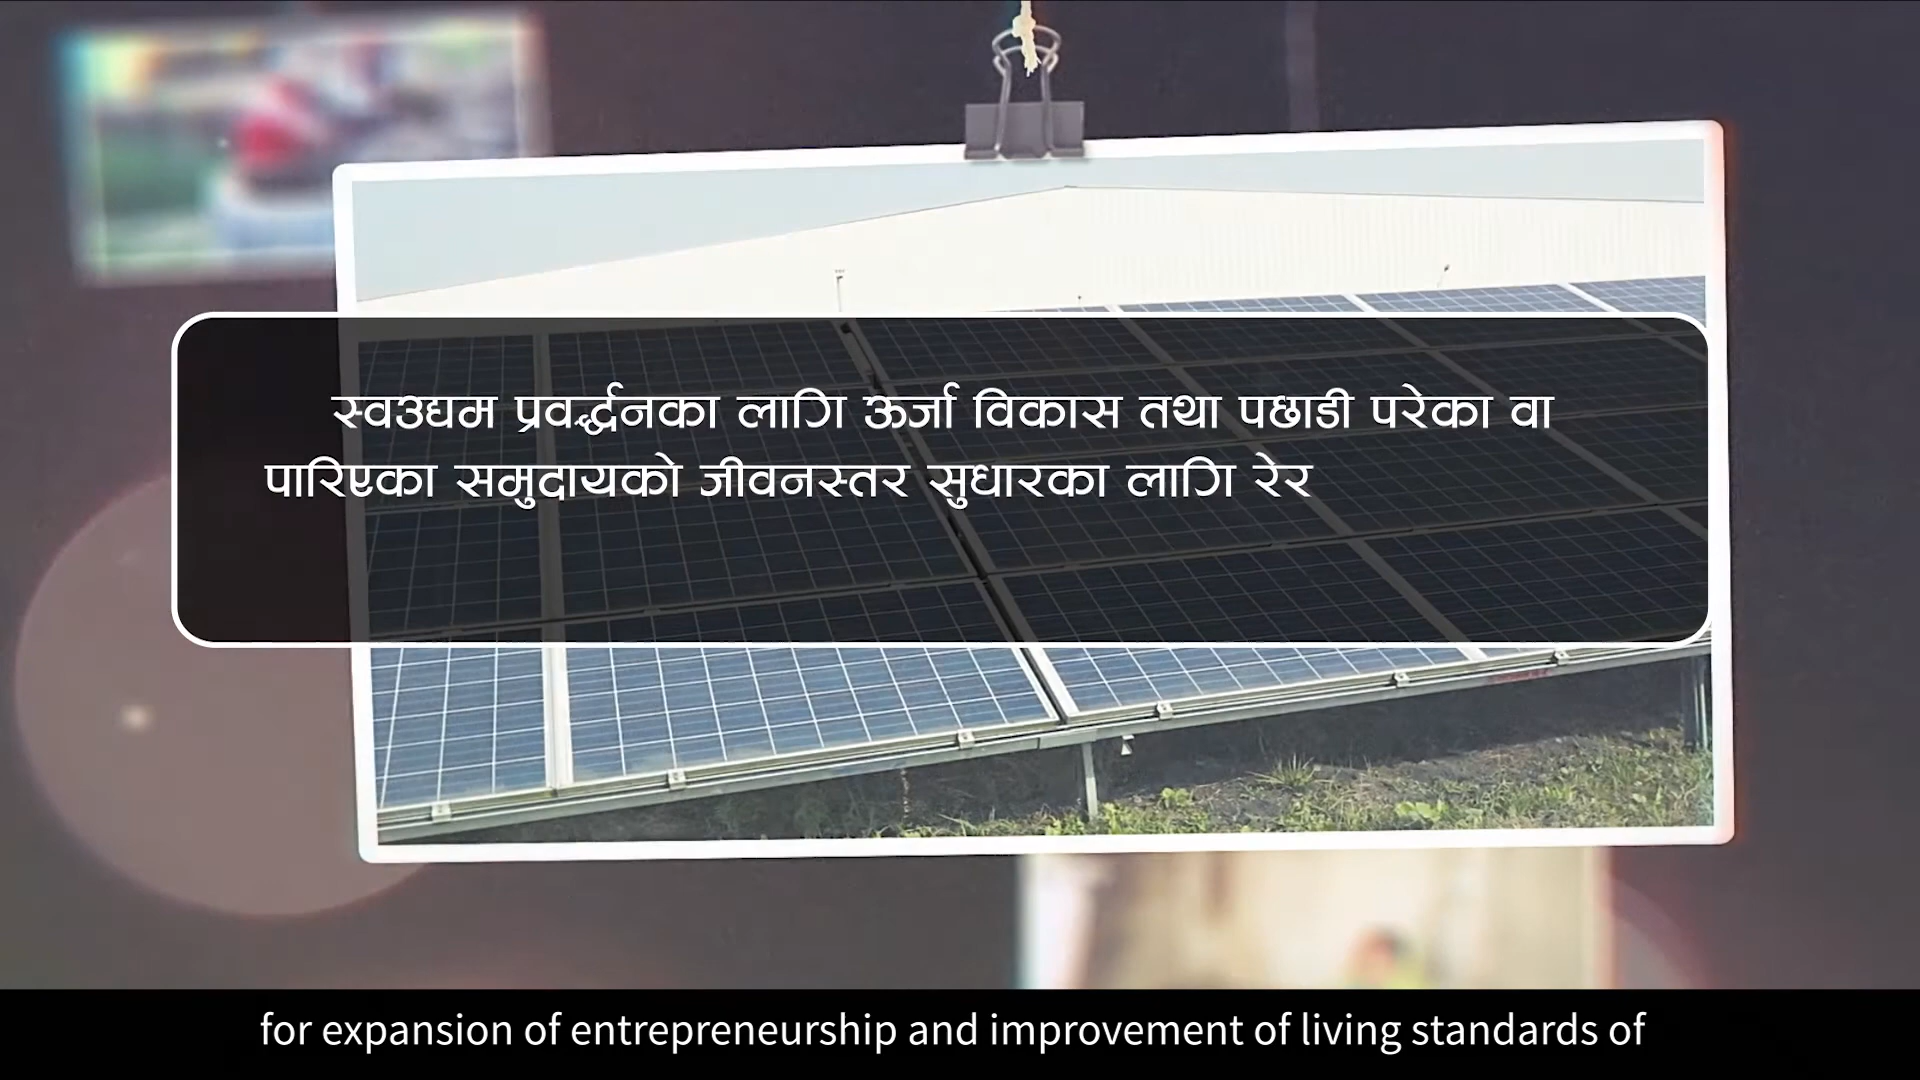 स्वउद्यम प्रवर्द्धनका लागि ऊर्जा विकास तथा पछाडी परेका वा
पारिएका समुदायको जीवनस्तर सुधारका लागि रेर
for expansion of entrepreneurship and improvement of living standards of